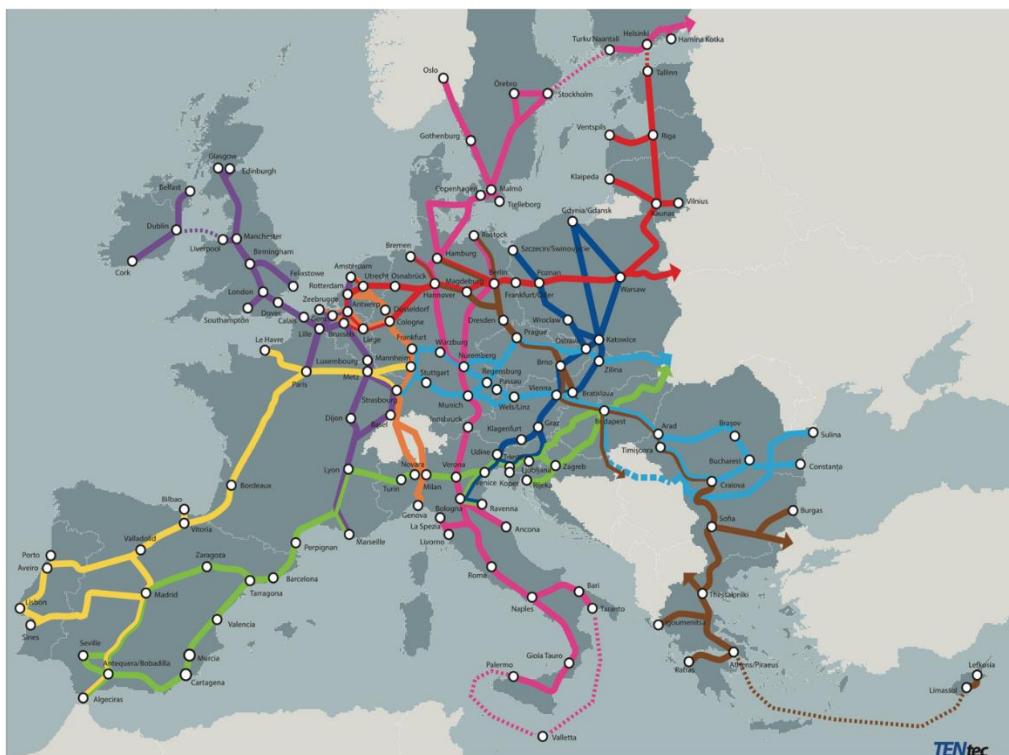 Helsinki
Turku/Naantali
Hamina Kotka
Oslo
Örebro
Stockholm
Tallinn
Gothenburg
Ventspils
Riga
Glasgow
Edinburgh
Klaipeda
Belfast
Copenhagen
Malmö
Trelleborg
Vilnius
Kaunas
Gdynia/Gdansk
Dublin
Rostock
Manchester
Liverpool
Szczecin/Swinoujście
Bremen
Hamburg
Birmingham
Cork
Amsterdam
Berlin
Poznan
Felixstowe
Rotterdam
Utrecht
Osnabrück
Magdeburg
Warsaw
London
Zeebrugge
Hannover
Frankfurt/Oder
Southampton
Dover
Antwerp
Düsseldorf
Calais
Gent
Cologne
Dresden
Wroclaw
Lille
Brussels
Liège
Katowice
Le Havre
Frankfurt
Prague
Ostrava
Luxembourg
Mannheim
Würzburg
Nuremberg
Brno
Zilina
Paris
Metz
Stuttgart
Regensburg
Passau
Strasbourg
Vienna
Bratislava
Munich
Wels/Linz
Dijon
Basel
Innsbruck
Graz
Budapest
Klagenfurt
Arad
Braşov
Sulina
Udine
Timişoara
Lyon
Novara
Verona
Ljubljana
Zagreb
Bucharest
Turin
Milan
Venice
Koper
Rijeka
Constanţa
Craiova
Bordeaux
Bilbao
Genova
Bologna
Ravenna
La Spezia
Burgas
Vitoria
Livorno
Ancona
Sofia
Marseille
Valladolid
Perpignan
Porto
Zaragoza
Aveiro
Rome
Barcelona
Madrid
Tarragona
Bari
Thessaloniki
Naples
Taranto
Lisbon
Valencia
Igoumenitsa
Sines
Seville
Gioia Tauro
Murcia
Athens/Piraeus
Antequera/Bobadilla
Palermo
Patras
Lefkosia
Cartagena
Limassol
Algeciras
Valletta
TENtec